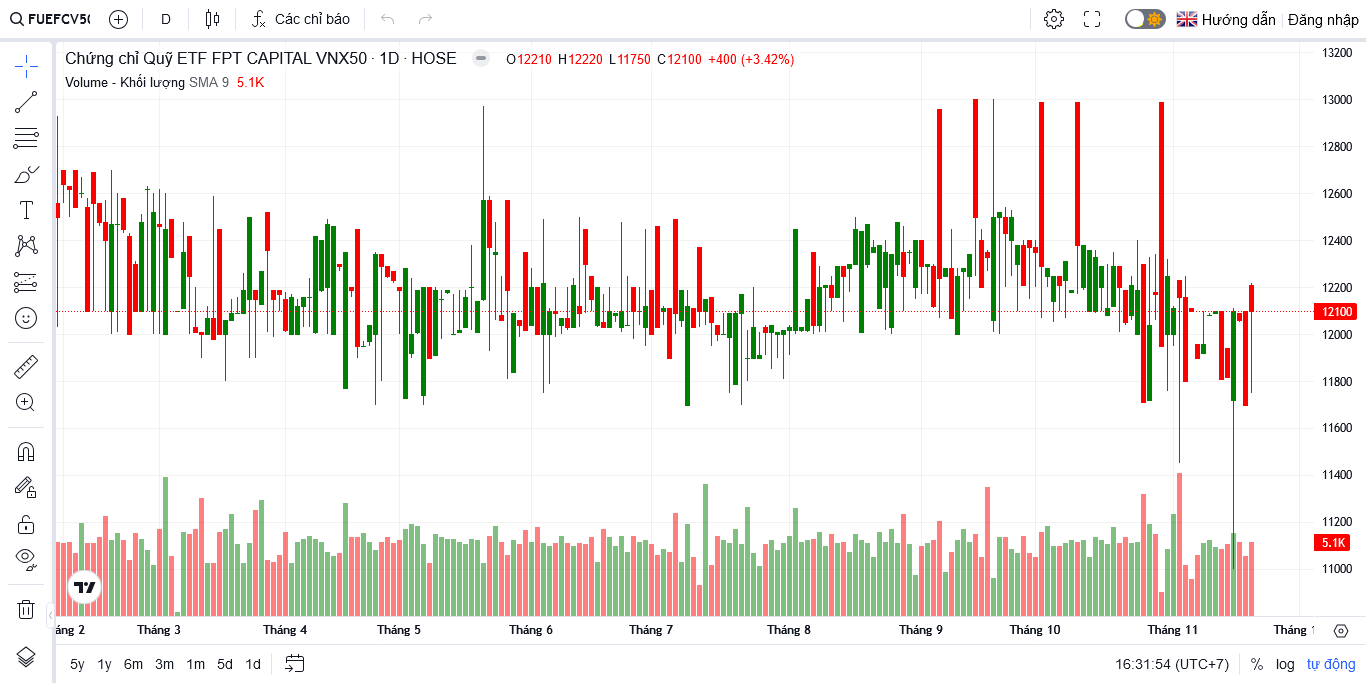 FUEFCV50
D
Các chỉ báo
Hướng dẫn
Đăng nhập
Chứng chỉ Quỹ ETF FPT CAPITAL VNX50 · 1D · HOSE
O12210 H12220 L11750 C12100 +400 (+3.42%)
Volume - Khối lượng SMA 9 5.1K
13200
13000
12800
12600
12400
12200
12100
12000
11800
11600
11400
11200
5.1K
11000
áng 2
Tháng 3
Tháng 4
Tháng 5
Tháng 6
Tháng 7
Tháng 8
Tháng 9
Tháng 10
Tháng 11
Tháng 1
5y 1y 6m 3m 1m 5d 1d
16:31:54 (UTC+7)
% log tự động